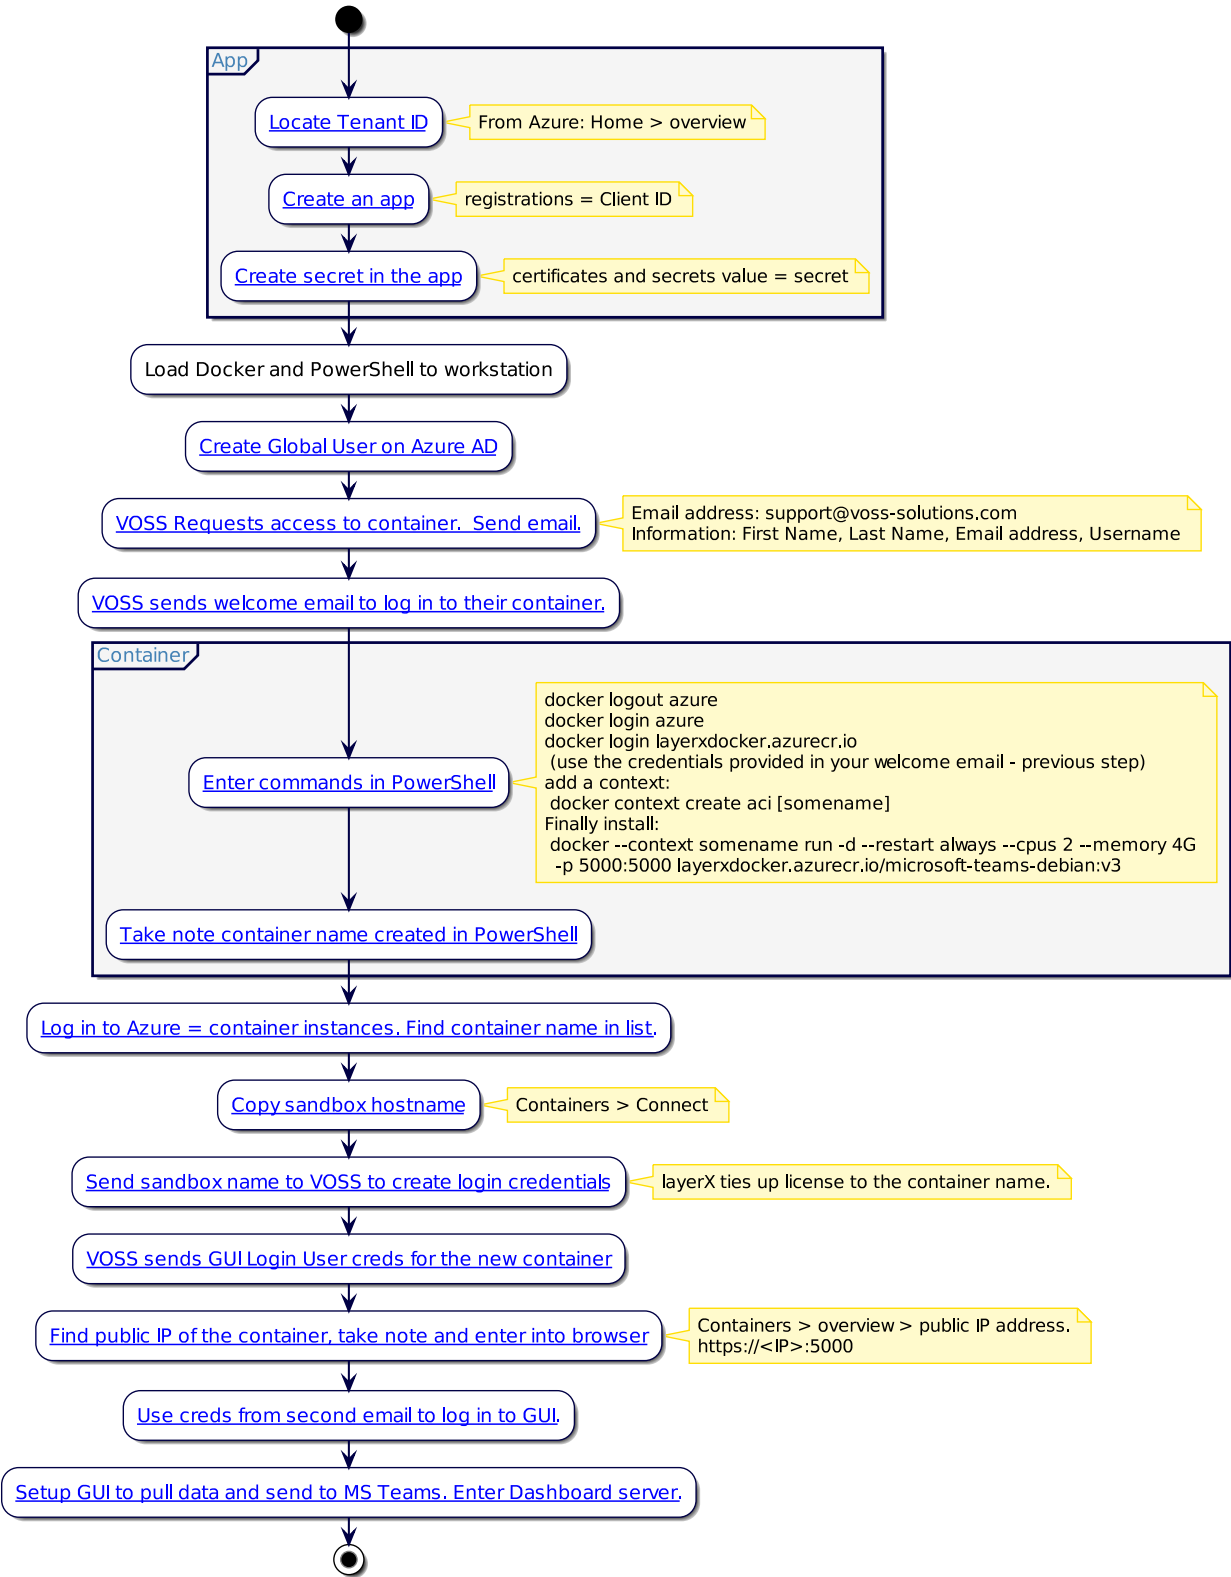 App
Locate Tenant ID
From Azure: Home > overview
Create an app
registrations = Client ID
Create secret in the app
certificates and secrets value = secret
Load Docker and PowerShell to workstation
Create Global User on Azure AD
VOSS Requests access to container.  Send email.
Email address: support@voss-solutions.com
Information: First Name, Last Name, Email address, Username
VOSS sends welcome email to log in to their container.
Container
docker logout azure
docker login azure
docker login layerxdocker.azurecr.io
(use the credentials provided in your welcome email - previous step)
add a context:
docker context create aci [somename]
Finally install:
docker --context somename run -d --restart always --cpus 2 --memory 4G
-p 5000:5000 layerxdocker.azurecr.io/microsoft-teams-debian:v3
Enter commands in PowerShell
Take note container name created in PowerShell
Log in to Azure = container instances. Find container name in list.
Copy sandbox hostname
Containers > Connect
Send sandbox name to VOSS to create login credentials
layerX ties up license to the container name.
VOSS sends GUI Login User creds for the new container
Find public IP of the container, take note and enter into browser
Containers > overview > public IP address.
https://<IP>:5000
Use creds from second email to log in to GUI.
Setup GUI to pull data and send to MS Teams. Enter Dashboard server.